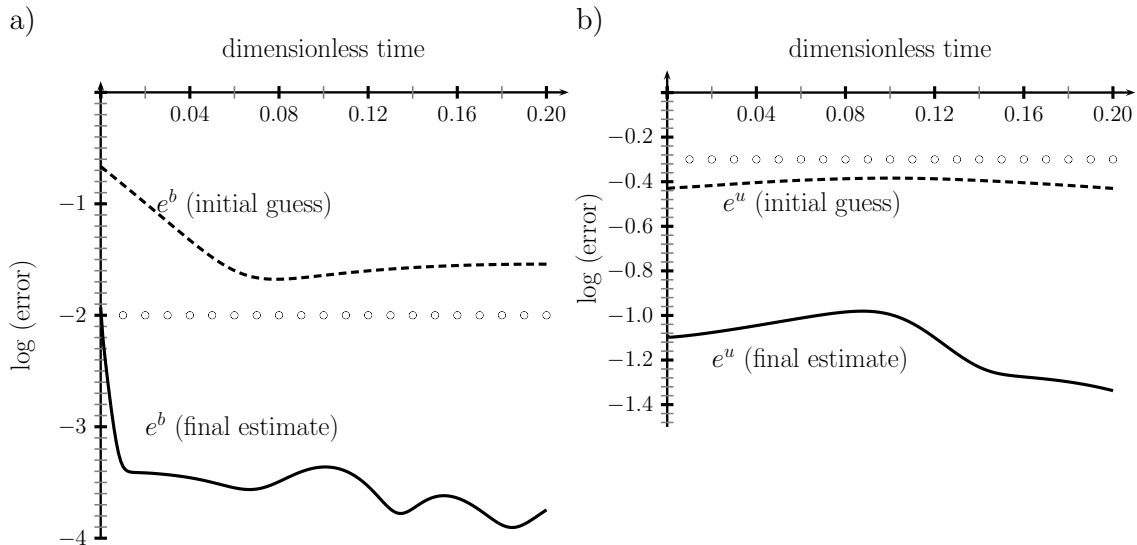 a)
dimensionless time
0.04 0.08 0.12 0.16 0.20
−1
−2
−3
−4
log (error)
e^b (initial guess)
e^b (final estimate)
b)
dimensionless time
0.04 0.08 0.12 0.16 0.20
−0.2
−0.4
−0.6
−0.8
−1.0
−1.2
−1.4
log (error)
e^u (initial guess)
e^u (final estimate)